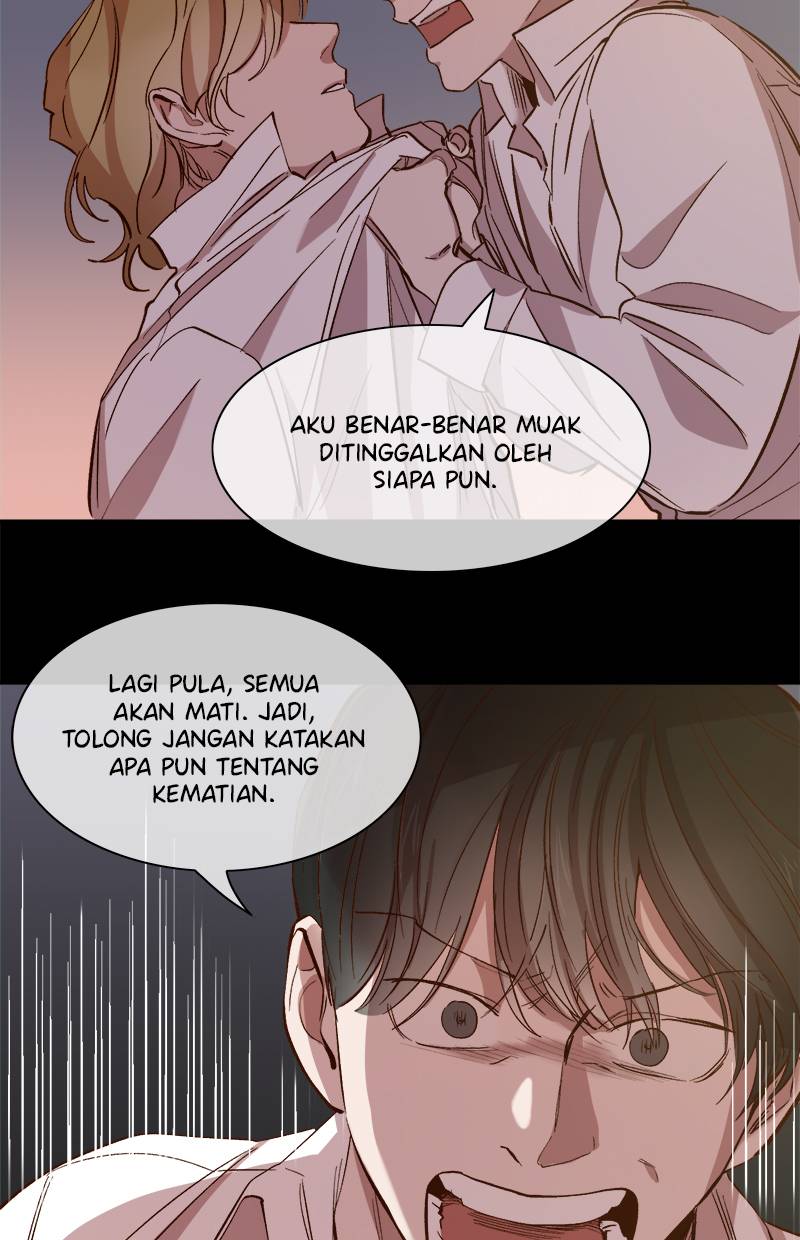 AKU BENAR-BENAR MUAK
DITINGGALKAN OLEH
SIAPA PUN.
LAGI PULA, SEMUA
AKAN MATI. JADI,
TOLONG JANGAN KATAKAN
APA PUN TENTANG
KEMATIAN.